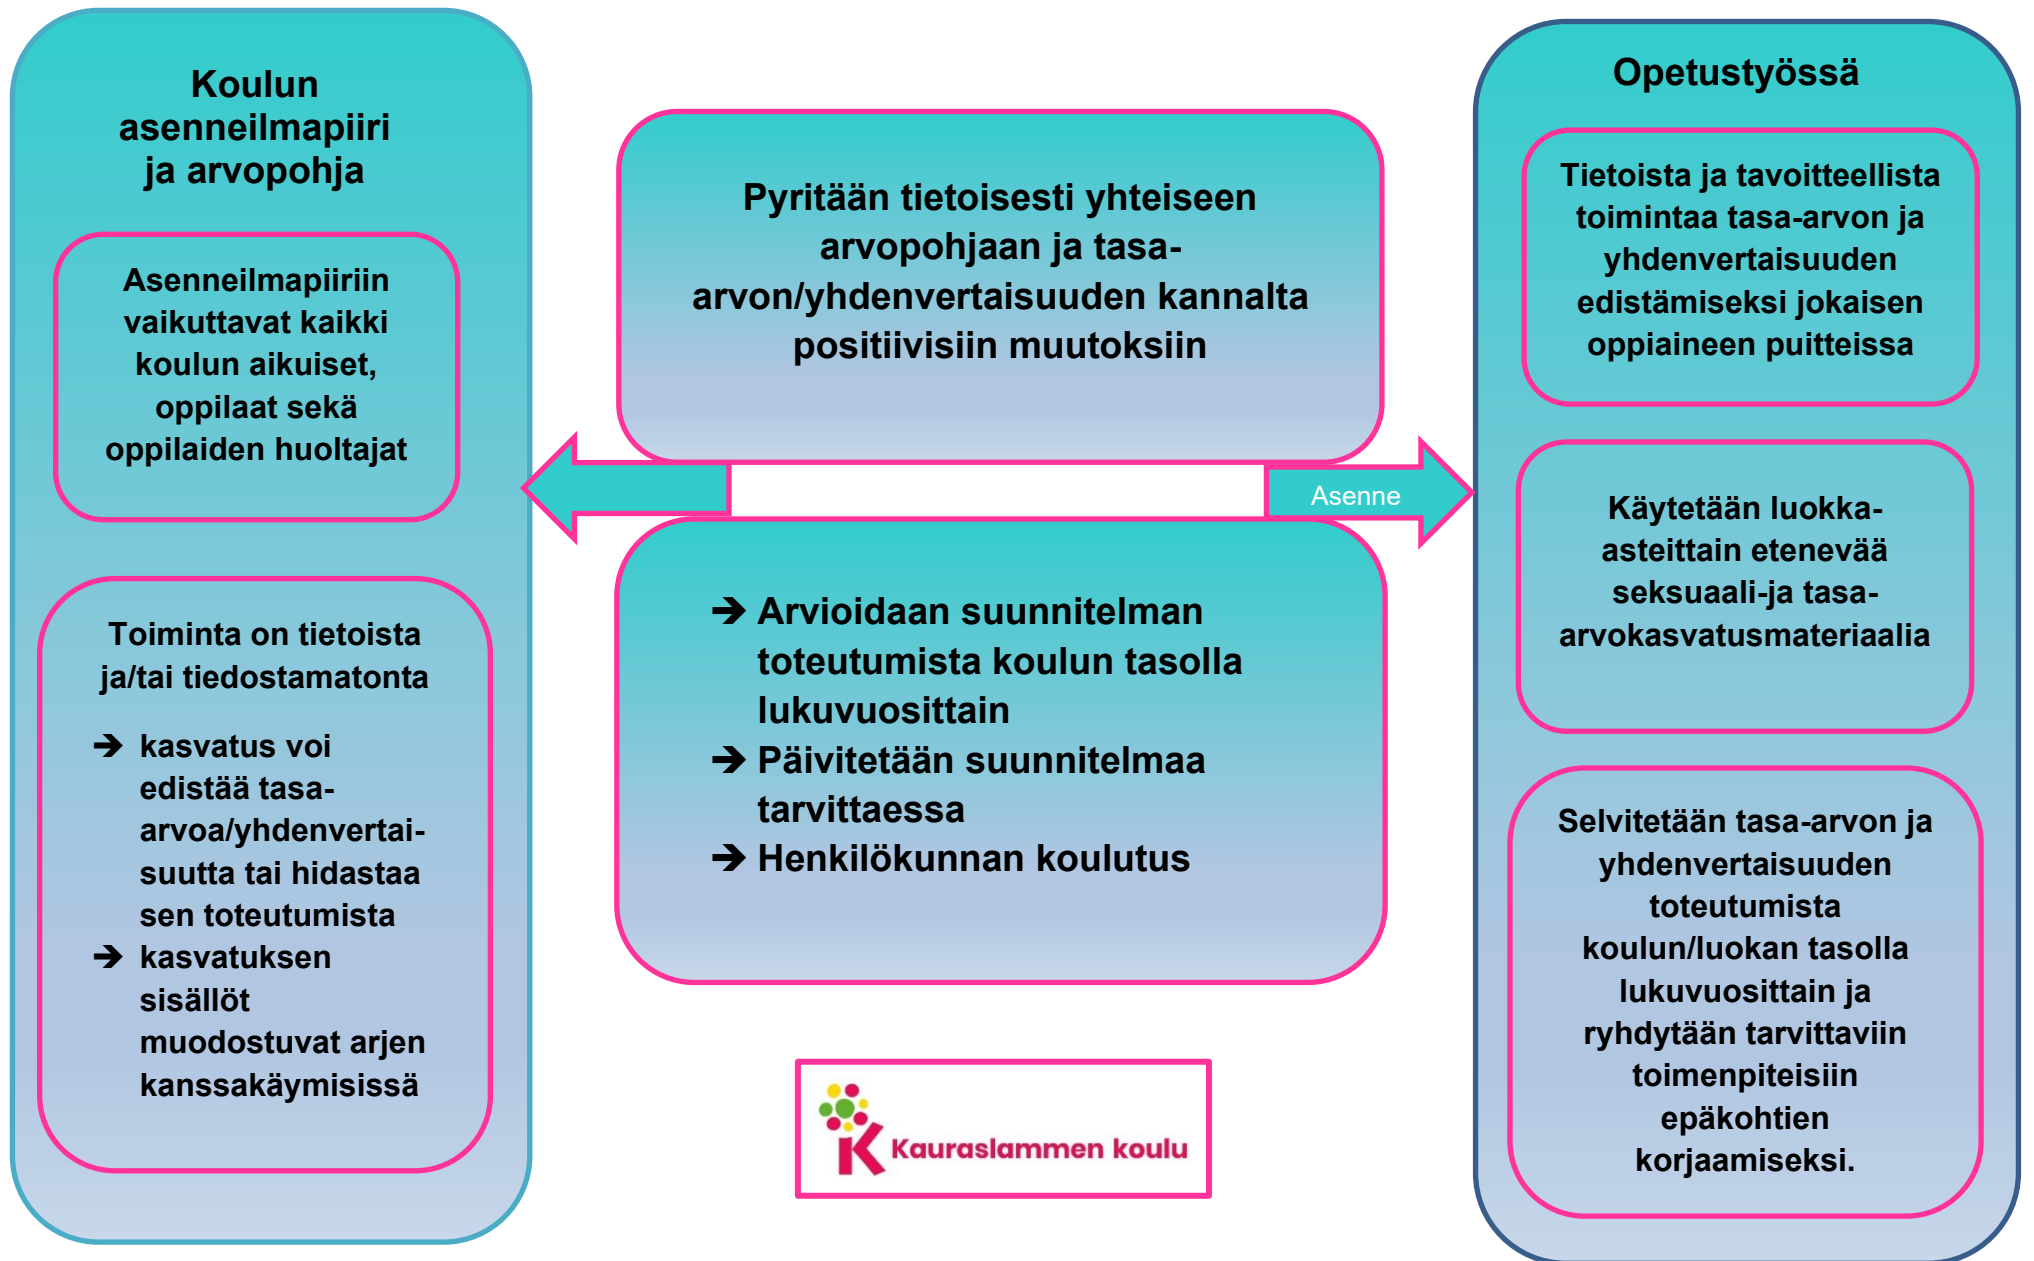 Koulun
asenneilmapiiri
ja arvopohja
Asenneilmapiiriin
vaikuttavat kaikki
koulun aikuiset,
oppilaat sekä
oppilaiden huoltajat
Toiminta on tietoista
ja/tai tiedostamatonta
➔ kasvatus voi
edistää tasa-
arvoa/yhdenvertai-
suutta tai hidastaa
sen toteutumista
➔ kasvatuksen
sisällöt
muodostuvat arjen
kanssakäymisissä
Pyritään tietoisesti yhteiseen
arvopohjaan ja tasa-
arvon/yhdenvertaisuuden kannalta
positiivisiin muutoksiin
Asenne
➔ Arvioidaan suunnitelman
toteutumista koulun tasolla
lukuvuosittain
➔ Päivitetään suunnitelmaa
tarvittaessa
➔ Henkilökunnan koulutus
Kauraslammen koulu
Opetustyössä
Tietoista ja tavoitteellista
toimintaa tasa-arvon ja
yhdenvertaisuuden
edistämiseksi jokaisen
oppiaineen puitteissa
Käytetään luokka-
asteittain etenevää
seksuaali-ja tasa-
arvokasvatusmateriaalia
Selvitetään tasa-arvon ja
yhdenvertaisuuden
toteutumista
koulun/luokan tasolla
lukuvuosittain ja
ryhdytään tarvittaviin
toimenpiteisiin
epäkohtien
korjaamiseksi.